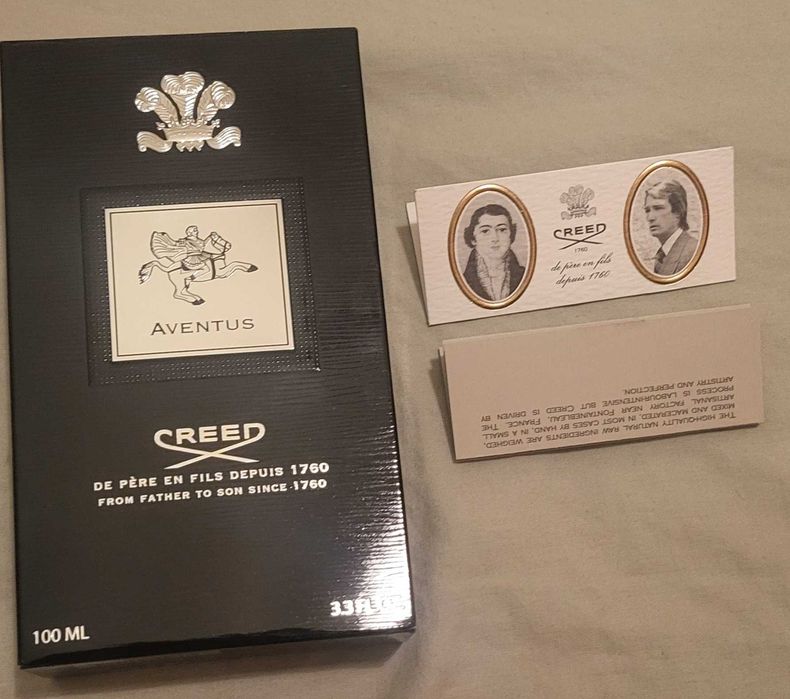 AVENTUS
CREED
DE PÈRE EN FILS DEPUIS 1760
FROM FATHER TO SON SINCE 1760
100 ML
3.3 Fl.
CREED
1760
de père en fils
depuis 1760
THE HIGH-QUALITY NATURAL RAW INGREDIENTS ARE WEIGHED,
MIXED AND MACERATED, IN MOST CASES BY HAND, IN A SMALL
ARTISANAL FACTORY NEAR FONTAINEBLEAU, FRANCE. THE
PROCESS IS LABOURINTENSIVE BUT CREED IS DRIVEN BY
ARTISTRY AND PERFECTION.